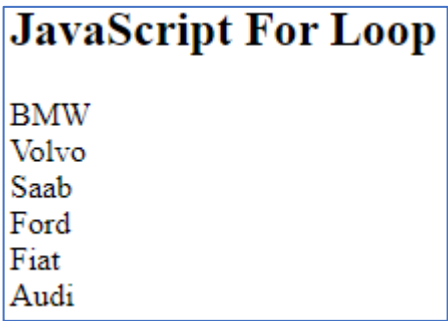 JavaScript For Loop
BMW
Volvo
Saab
Ford
Fiat
Audi